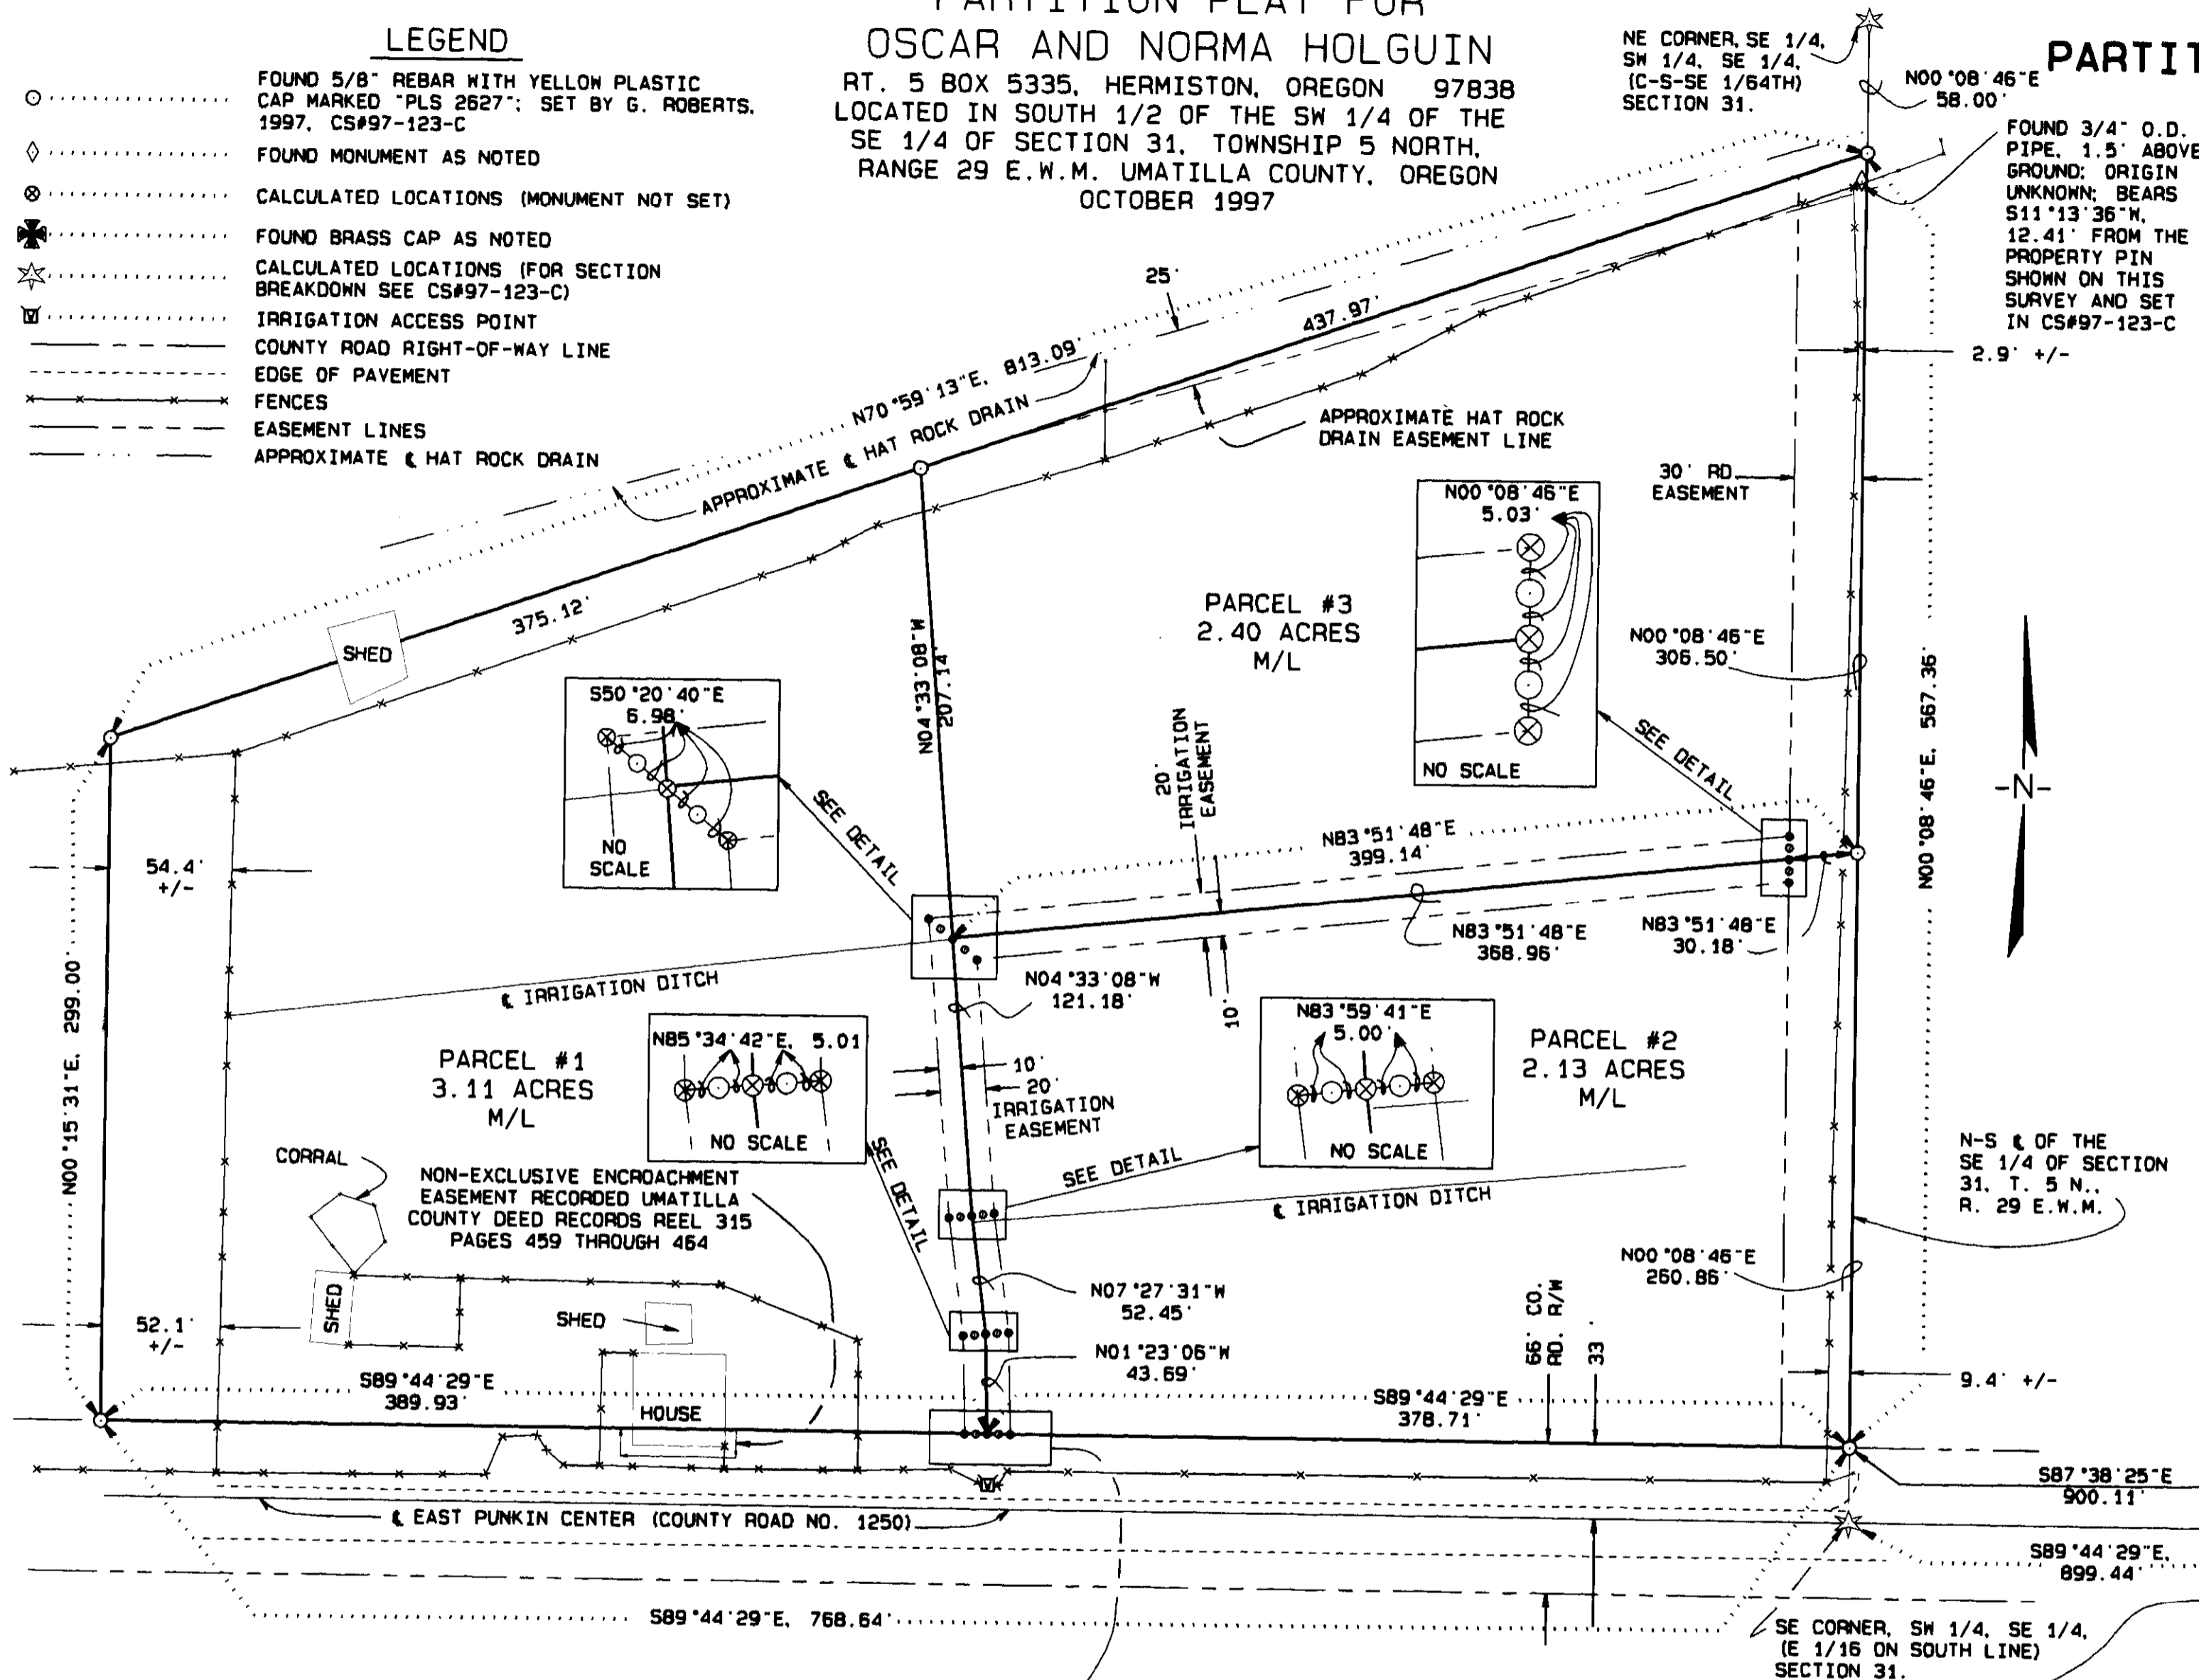 PARTITION PLAT FOR
OSCAR AND NORMA HOLGUIN
RT. 5 BOX 5335, HERMISTON, OREGON 97838
LOCATED IN SOUTH 1/2 OF THE SW 1/4 OF THE
SE 1/4 OF SECTION 31, TOWNSHIP 5 NORTH,
RANGE 29 E.W.M. UMATILLA COUNTY, OREGON
OCTOBER 1997
LEGEND
FOUND 5/8" REBAR WITH YELLOW PLASTIC
CAP MARKED "PLS 2627"; SET BY G. ROBERTS,
1997, CS#97-123-C
FOUND MONUMENT AS NOTED
CALCULATED LOCATIONS (MONUMENT NOT SET)
FOUND BRASS CAP AS NOTED
CALCULATED LOCATIONS (FOR SECTION
BREAKDOWN SEE CS#97-123-C)
IRRIGATION ACCESS POINT
COUNTY ROAD RIGHT-OF-WAY LINE
EDGE OF PAVEMENT
FENCES
EASEMENT LINES
APPROXIMATE ℄ HAT ROCK DRAIN
NE CORNER, SE 1/4,
SW 1/4, SE 1/4,
(C-S-SE 1/64TH)
SECTION 31.
PARTIT
N00°08'46"E
58.00'
FOUND 3/4" O.D.
PIPE, 1.5' ABOVE
GROUND; ORIGIN
UNKNOWN; BEARS
S11°13'36"W,
12.41' FROM THE
PROPERTY PIN
SHOWN ON THIS
SURVEY AND SET
IN CS#97-123-C
2.9' +/-
25'
437.97'
N70°59'13"E, 813.09'
APPROXIMATE ℄ HAT ROCK DRAIN
APPROXIMATE HAT ROCK
DRAIN EASEMENT LINE
30' RD
EASEMENT
N00°08'46"E
5.03'
NO SCALE
375.12'
SHED
PARCEL #3
2.40 ACRES
M/L
N00°08'46"E
306.50'
N00°08'46"E, 567.36'
N04°33'08"W
207.14'
S50°20'40"E
6.98'
NO
SCALE
SEE DETAIL
20'
IRRIGATION
EASEMENT
SEE DETAIL
-N-
N83°51'48"E
399.14'
54.4'
+/-
N83°51'48"E
368.96'
N83°51'48"E
30.18'
10'
N00°15'31"E, 299.00'
℄ IRRIGATION DITCH
N04°33'08"W
121.18'
PARCEL #1
3.11 ACRES
M/L
N85°34'42"E, 5.01
NO SCALE
10'
20'
IRRIGATION
EASEMENT
N83°59'41"E
5.00'
NO SCALE
PARCEL #2
2.13 ACRES
M/L
N-S ℄ OF THE
SE 1/4 OF SECTION
31, T. 5 N.,
R. 29 E.W.M.
CORRAL
NON-EXCLUSIVE ENCROACHMENT
EASEMENT RECORDED UMATILLA
COUNTY DEED RECORDS REEL 315
PAGES 459 THROUGH 464
SEE DETAIL
SEE DETAIL
℄ IRRIGATION DITCH
N00°08'46"E
260.86'
SHED
SHED
52.1'
+/-
N07°27'31"W
52.45'
N01°23'06"W
43.69'
66' CO.
RD. R/W
33'
9.4' +/-
S89°44'29"E
389.93'
HOUSE
S89°44'29"E
378.71'
S87°38'25"E
900.11'
℄ EAST PUNKIN CENTER (COUNTY ROAD NO. 1250)
S89°44'29"E,
899.44'
S89°44'29"E, 768.64'
SE CORNER, SW 1/4, SE 1/4,
(E 1/16 ON SOUTH LINE)
SECTION 31.